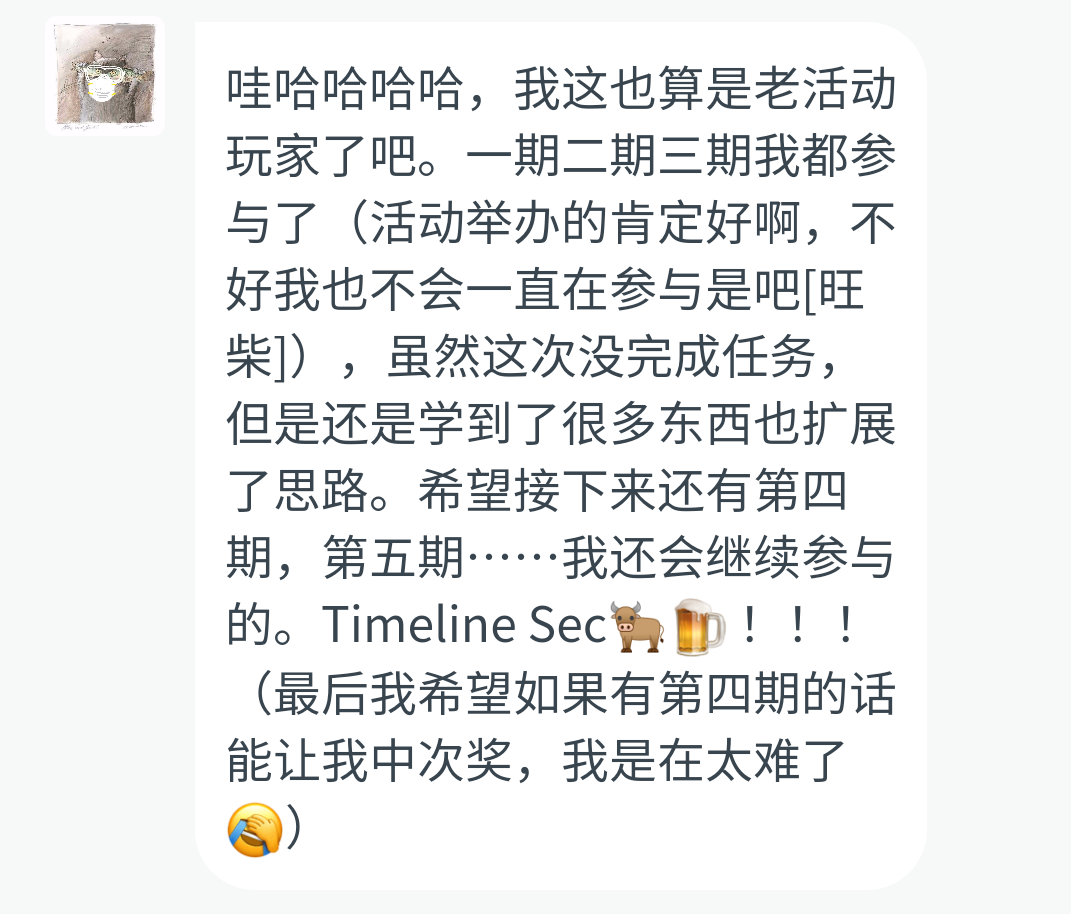 哇哈哈哈哈，我这也算是老活动
玩家了吧。一期二期三期我都参
与了（活动举办的肯定好啊，不
好我也不会一直在参与是吧[旺
柴]），虽然这次没完成任务，
但是还是学到了很多东西也扩展
了思路。希望接下来还有第四
期，第五期……我还会继续参与
的。Timeline Sec🐂🍺！！！
（最后我希望如果有第四期的话
能让我中次奖，我是在太难了
🤦）